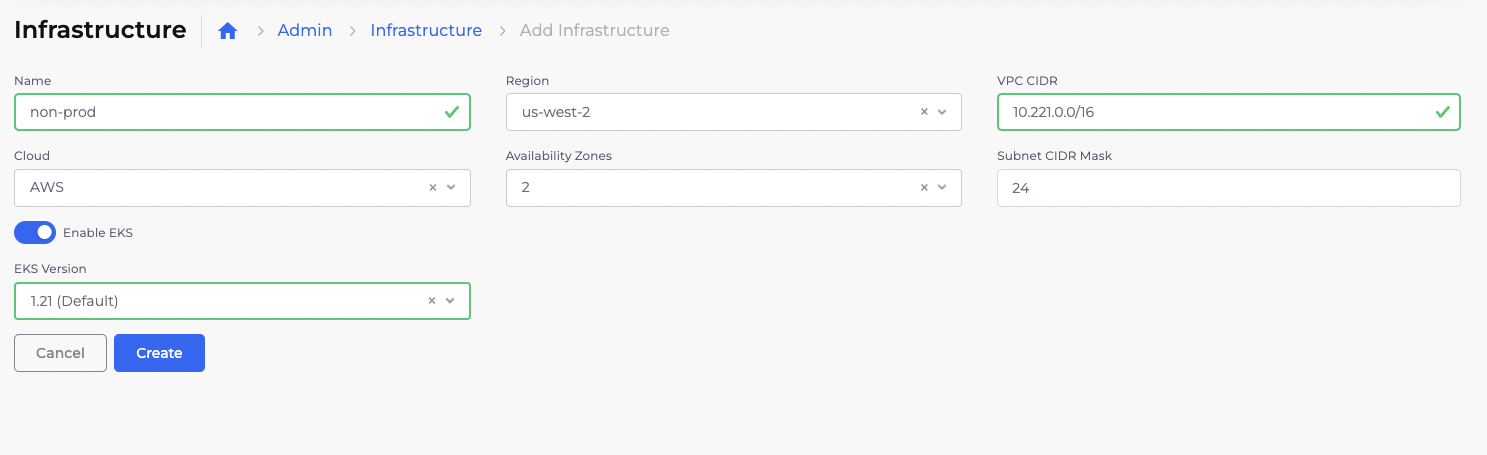 Infrastructure > Admin > Infrastructure > Add Infrastructure
Name Region VPC CIDR
non-prod us-west-2 × 10.221.0.0/16
Cloud Availability Zones Subnet CIDR Mask
AWS × 2 × 24
Enable EKS
EKS Version
1.21 (Default) ×
Cancel Create